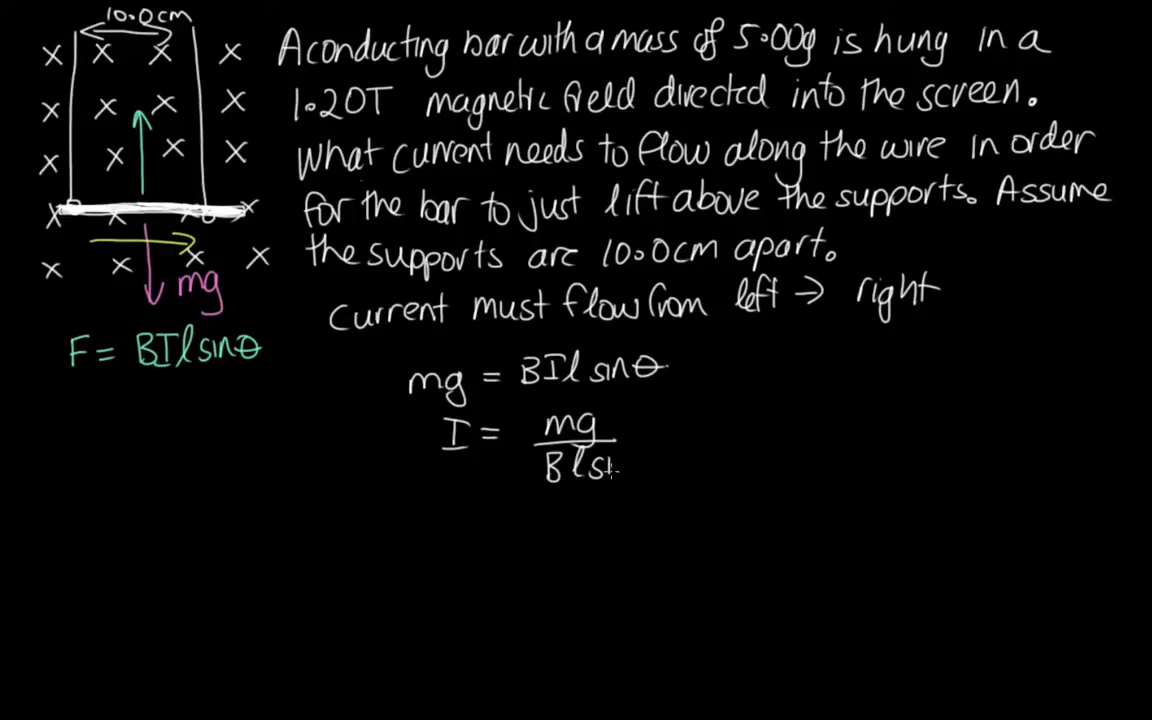 10.0cm
A conducting bar with a mass of 5.00g is hung in a
1.20T magnetic field directed into the screen.
What current needs to flow along the wire in order
for the bar to just lift above the supports. Assume
the supports are 10.0cm apart.
current must flow from left → right
mg
F = BIlsinθ
mg = BIl sinθ
I = mg
Blsi